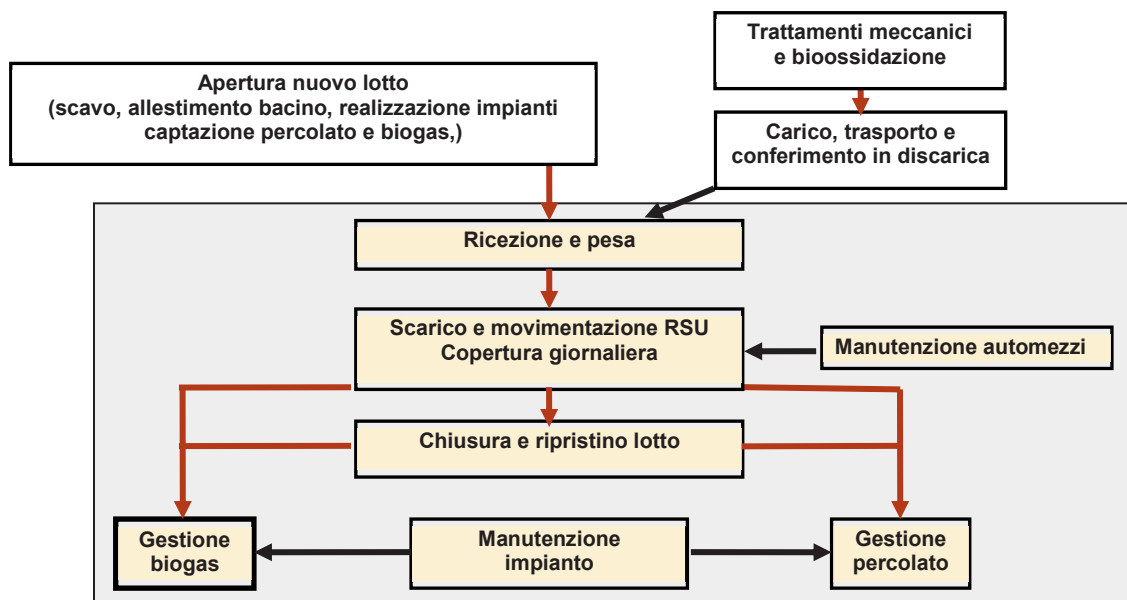 Trattamenti meccanici
e bioossidazione
Apertura nuovo lotto
(scavo, allestimento bacino, realizzazione impianti
captazione percolato e biogas,)
Carico, trasporto e
conferimento in discarica
Ricezione e pesa
Scarico e movimentazione RSU
Copertura giornaliera
Manutenzione automezzi
Chiusura e ripristino lotto
Gestione
biogas
Manutenzione
impianto
Gestione
percolato